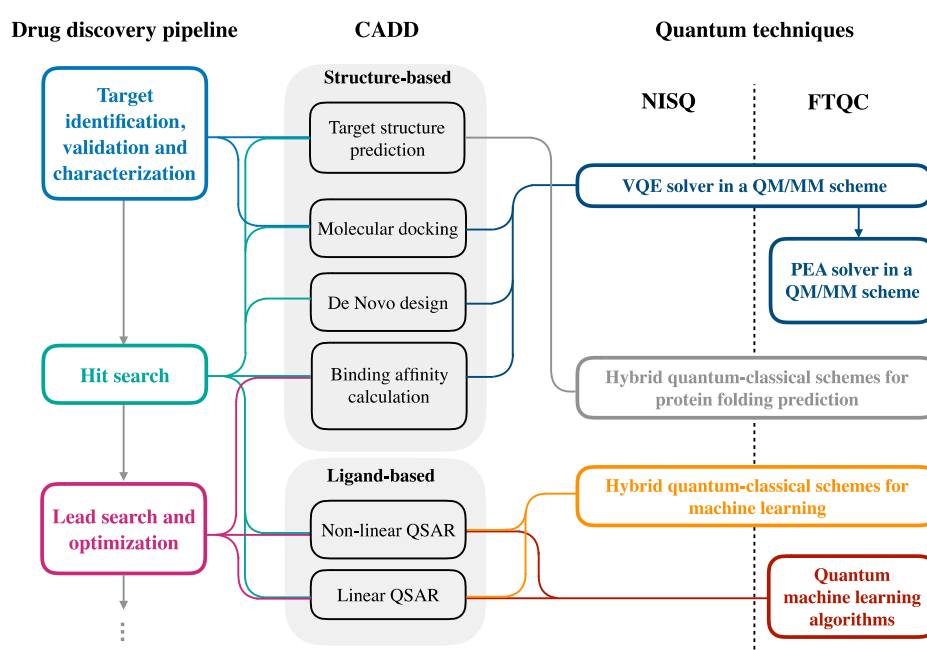 Drug discovery pipeline
CADD
Quantum techniques
Structure-based
NISQ
FTQC
Target
identification,
validation and
characterization
Target structure
prediction
VQE solver in a QM/MM scheme
Molecular docking
PEA solver in a
QM/MM scheme
De Novo design
Hit search
Binding affinity
calculation
Hybrid quantum-classical schemes for
protein folding prediction
Ligand-based
Lead search and
optimization
Non-linear QSAR
Hybrid quantum-classical schemes for
machine learning
Linear QSAR
Quantum
machine learning
algorithms